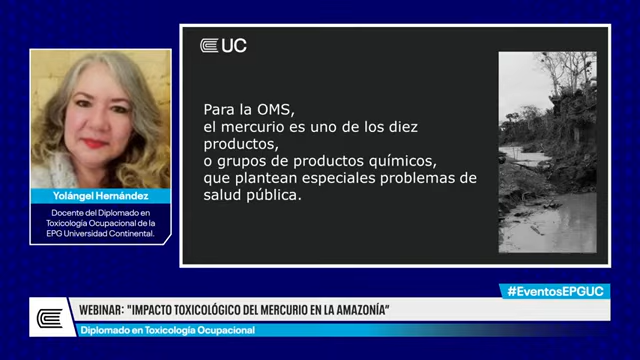 UC
Para la OMS,
el mercurio es uno de los diez
productos,
o grupos de productos químicos,
que plantean especiales problemas de
salud pública.
Yolángel Hernández
Docente del Diplomado en
Toxicología Ocupacional de la
EPG Universidad Continental.
#EventosEPGUC
WEBINAR: "IMPACTO TOXICOLÓGICO DEL MERCURIO EN LA AMAZONÍA“
Diplomado en Toxicología Ocupacional